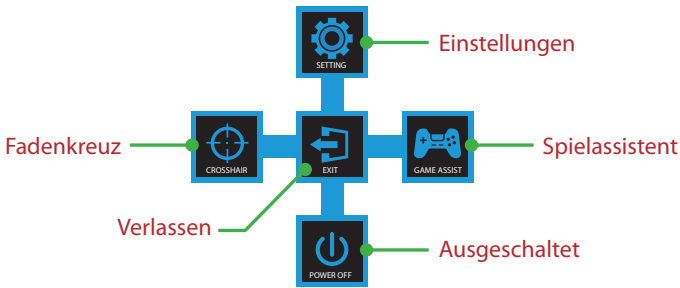 SETTING
Einstellungen
Fadenkreuz
CROSSHAIR
EXIT
GAME ASSIST
Spielassistent
Verlassen
POWER OFF
Ausgeschaltet